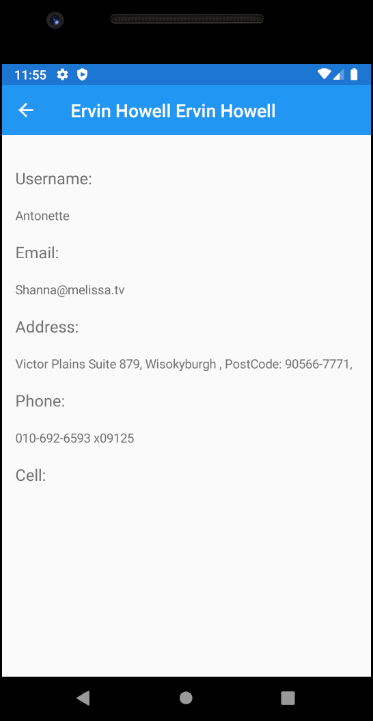 11:55
Ervin Howell Ervin Howell
Username:
Antonette
Email:
Shanna@melissa.tv
Address:
Victor Plains Suite 879, Wisokyburgh , PostCode: 90566-7771,
Phone:
010-692-6593 x09125
Cell: